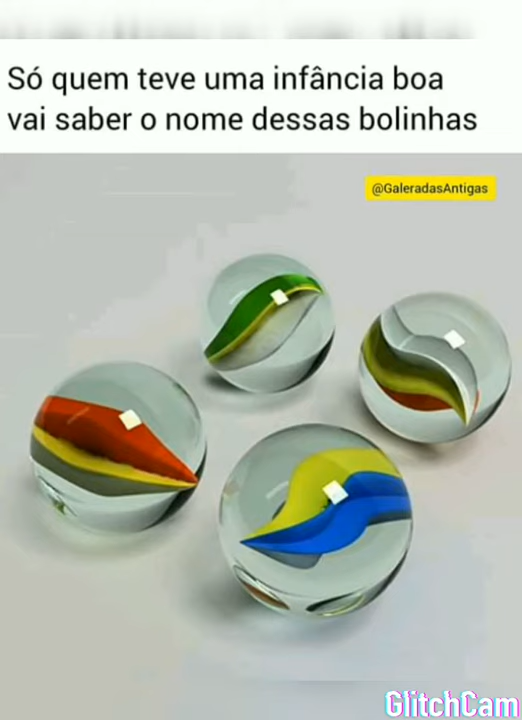 Só quem teve uma infância boa
vai saber o nome dessas bolinhas
@GaleradasAntigas
GlitchCam